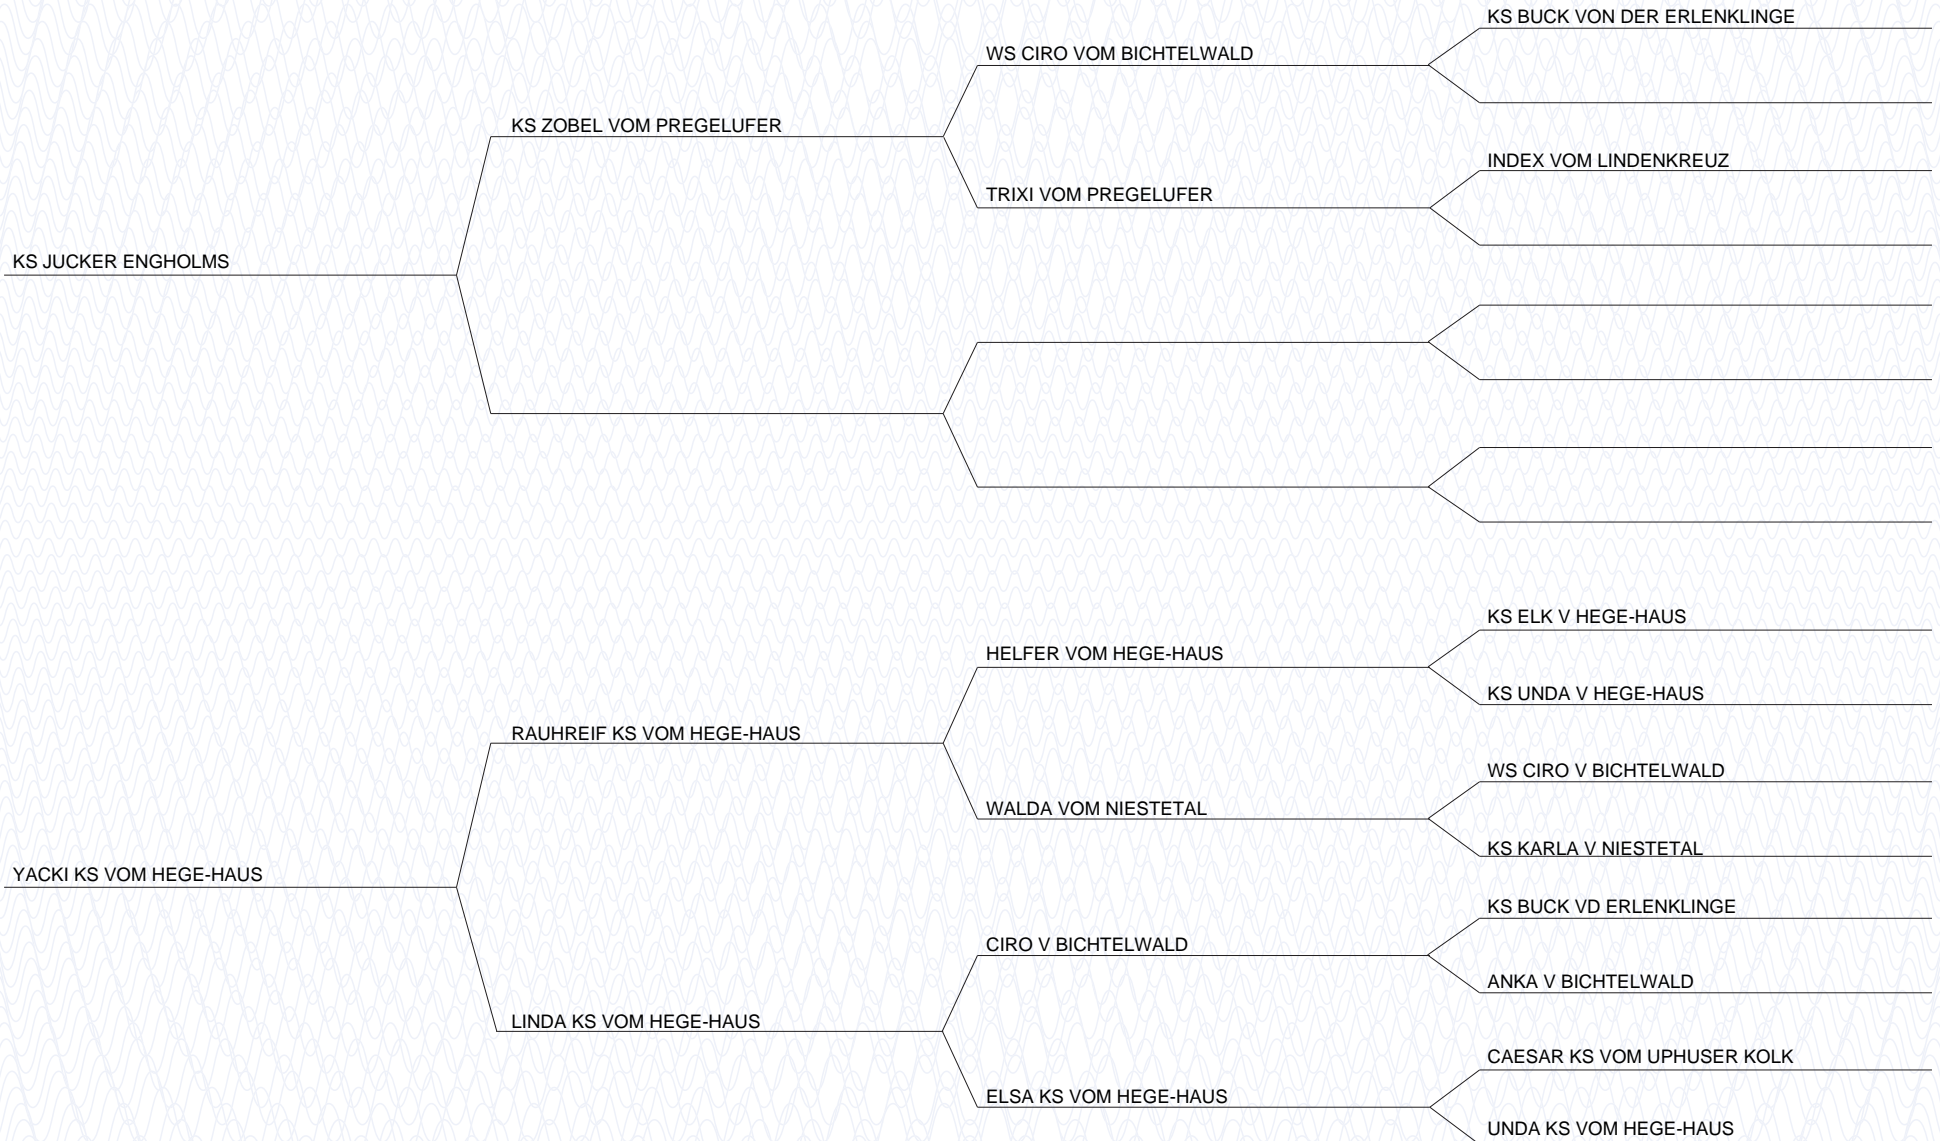 KS BUCK VON DER ERLENKLINGE
WS CIRO VOM BICHTELWALD
KS ZOBEL VOM PREGELUFER
INDEX VOM LINDENKREUZ
TRIXI VOM PREGELUFER
KS JUCKER ENGHOLMS
KS ELK V HEGE-HAUS
HELFER VOM HEGE-HAUS
KS UNDA V HEGE-HAUS
RAUHREIF KS VOM HEGE-HAUS
WS CIRO V BICHTELWALD
WALDA VOM NIESTETAL
KS KARLA V NIESTETAL
YACKI KS VOM HEGE-HAUS
KS BUCK VD ERLENKLINGE
CIRO V BICHTELWALD
ANKA V BICHTELWALD
LINDA KS VOM HEGE-HAUS
CAESAR KS VOM UPHUSER KOLK
ELSA KS VOM HEGE-HAUS
UNDA KS VOM HEGE-HAUS